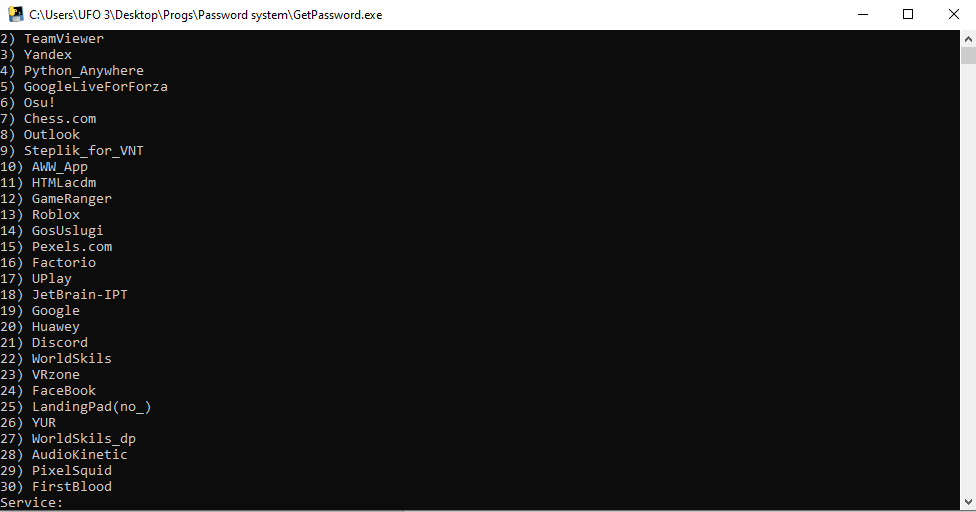 C:\Users\UFO 3\Desktop\Progs\Password system\GetPassword.exe
2) TeamViewer
3) Yandex
4) Python_Anywhere
5) GoogleLiveForForza
6) Osu!
7) Chess.com
8) Outlook
9) Steplik_for_VNT
10) AWW_App
11) HTMLacdm
12) GameRanger
13) Roblox
14) GosUslugi
15) Pexels.com
16) Factorio
17) UPlay
18) JetBrain-IPT
19) Google
20) Huawey
21) Discord
22) WorldSkils
23) VRzone
24) FaceBook
25) LandingPad(no_)
26) YUR
27) WorldSkils_dp
28) AudioKinetic
29) PixelSquid
30) FirstBlood
Service: